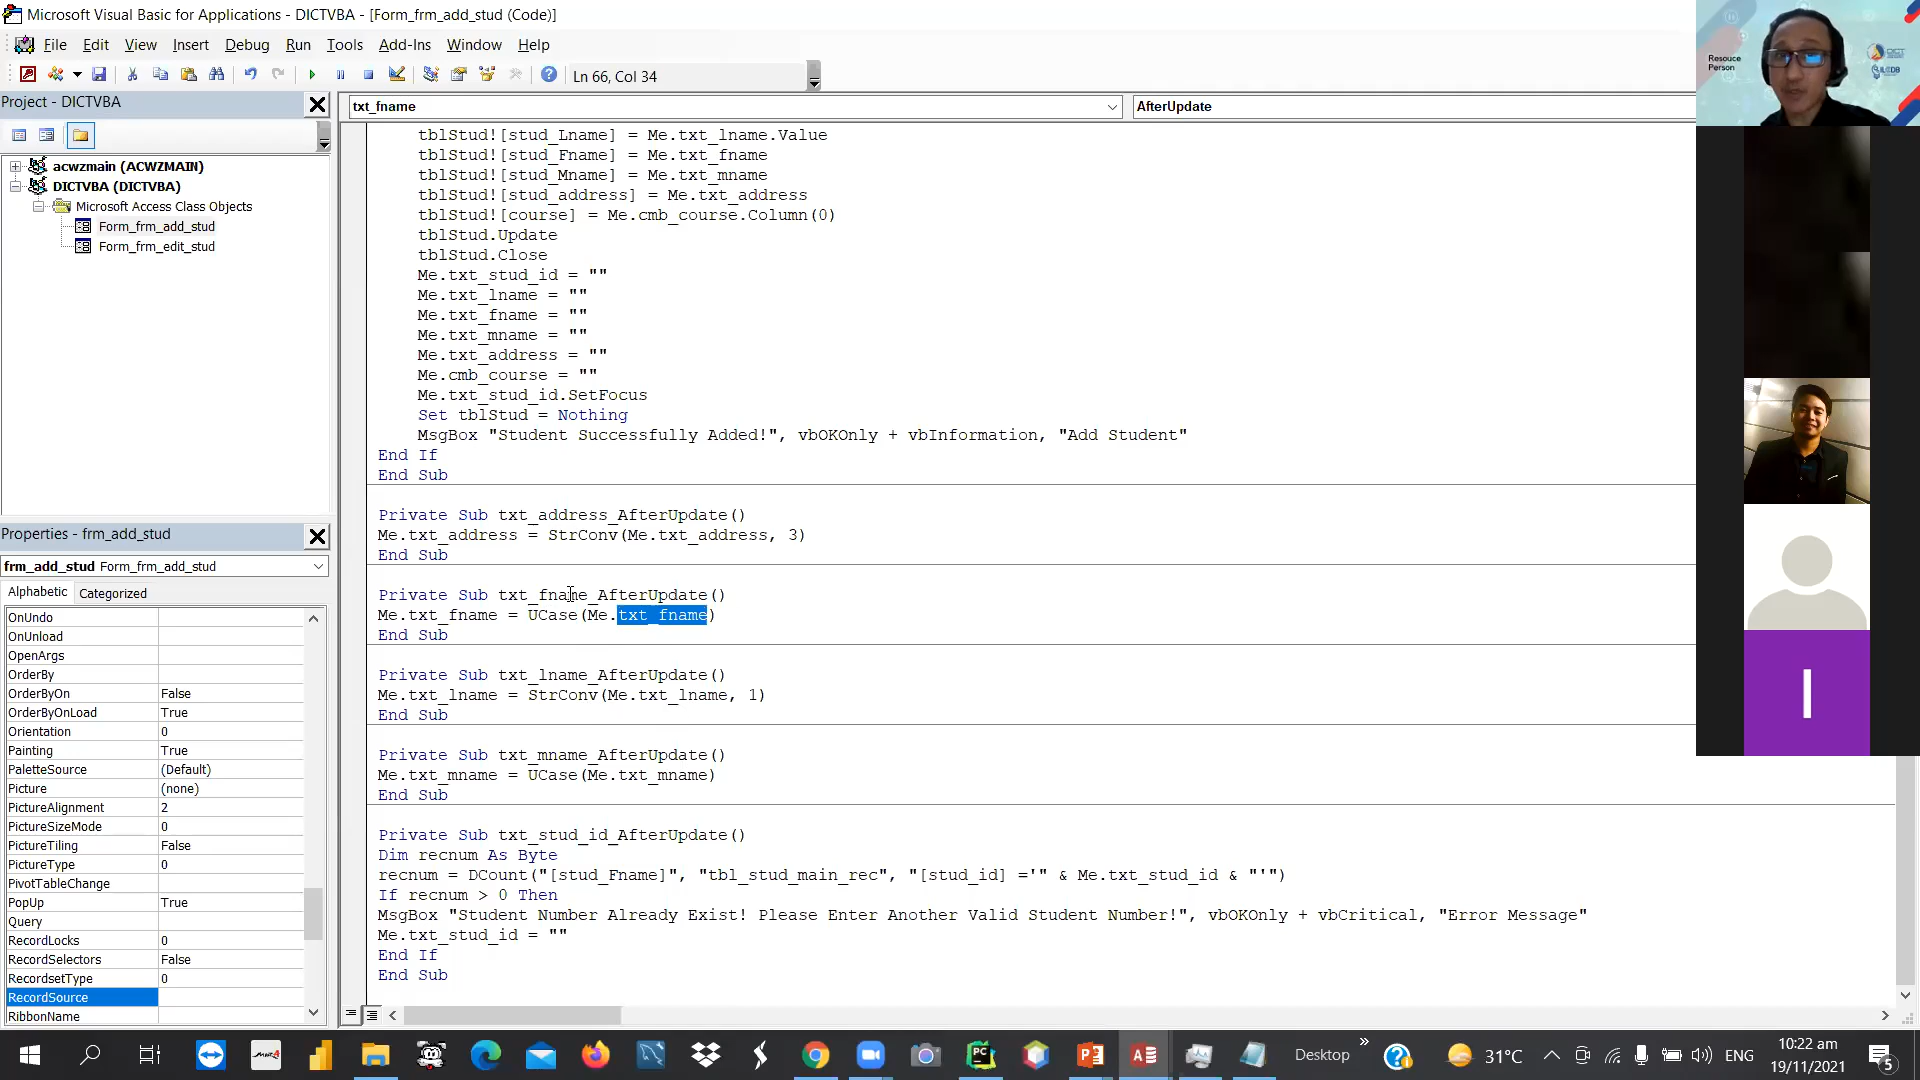 Microsoft Visual Basic for Applications - DICTVBA - [Form_frm_add_stud (Code)]
File Edit View Insert Debug Run Tools Add-Ins Window Help
Ln 66, Col 34
Project - DICTVBA
acwzmain (ACWZMAIN)
DICTVBA (DICTVBA)
Microsoft Access Class Objects
Form_frm_add_stud
Form_frm_edit_stud
Properties - frm_add_stud
frm_add_stud Form_frm_add_stud
Alphabetic Categorized
OnUndo
OnUnload
OpenArgs
OrderBy
OrderByOn False
OrderByOnLoad True
Orientation 0
Painting True
PaletteSource (Default)
Picture (none)
PictureAlignment 2
PictureSizeMode 0
PictureTiling False
PictureType 0
PivotTableChange
PopUp True
Query
RecordLocks 0
RecordSelectors False
RecordsetType 0
RecordSource
RibbonName
txt_fname AfterUpdate
tblStud![stud_Lname] = Me.txt_lname.Value
tblStud![stud_Fname] = Me.txt_fname
tblStud![stud_Mname] = Me.txt_mname
tblStud![stud_address] = Me.txt_address
tblStud![course] = Me.cmb_course.Column(0)
tblStud.Update
tblStud.Close
Me.txt_stud_id = ""
Me.txt_lname = ""
Me.txt_fname = ""
Me.txt_mname = ""
Me.txt_address = ""
Me.cmb_course = ""
Me.txt_stud_id.SetFocus
Set tblStud = Nothing
MsgBox "Student Successfully Added!", vbOKOnly + vbInformation, "Add Student"
End If
End Sub
Private Sub txt_address_AfterUpdate()
Me.txt_address = StrConv(Me.txt_address, 3)
End Sub
Private Sub txt_fname_AfterUpdate()
Me.txt_fname = UCase(Me.txt_fname)
End Sub
Private Sub txt_lname_AfterUpdate()
Me.txt_lname = StrConv(Me.txt_lname, 1)
End Sub
Private Sub txt_mname_AfterUpdate()
Me.txt_mname = UCase(Me.txt_mname)
End Sub
Private Sub txt_stud_id_AfterUpdate()
Dim recnum As Byte
recnum = DCount("[stud_Fname]", "tbl_stud_main_rec", "[stud_id] ='" & Me.txt_stud_id & "'")
If recnum > 0 Then
MsgBox "Student Number Already Exist! Please Enter Another Valid Student Number!", vbOKOnly + vbCritical, "Error Message"
Me.txt_stud_id = ""
End If
End Sub
Resouce
Person
DICT
ILCDB
I
Desktop
31°C
ENG
10:22 am
19/11/2021
5